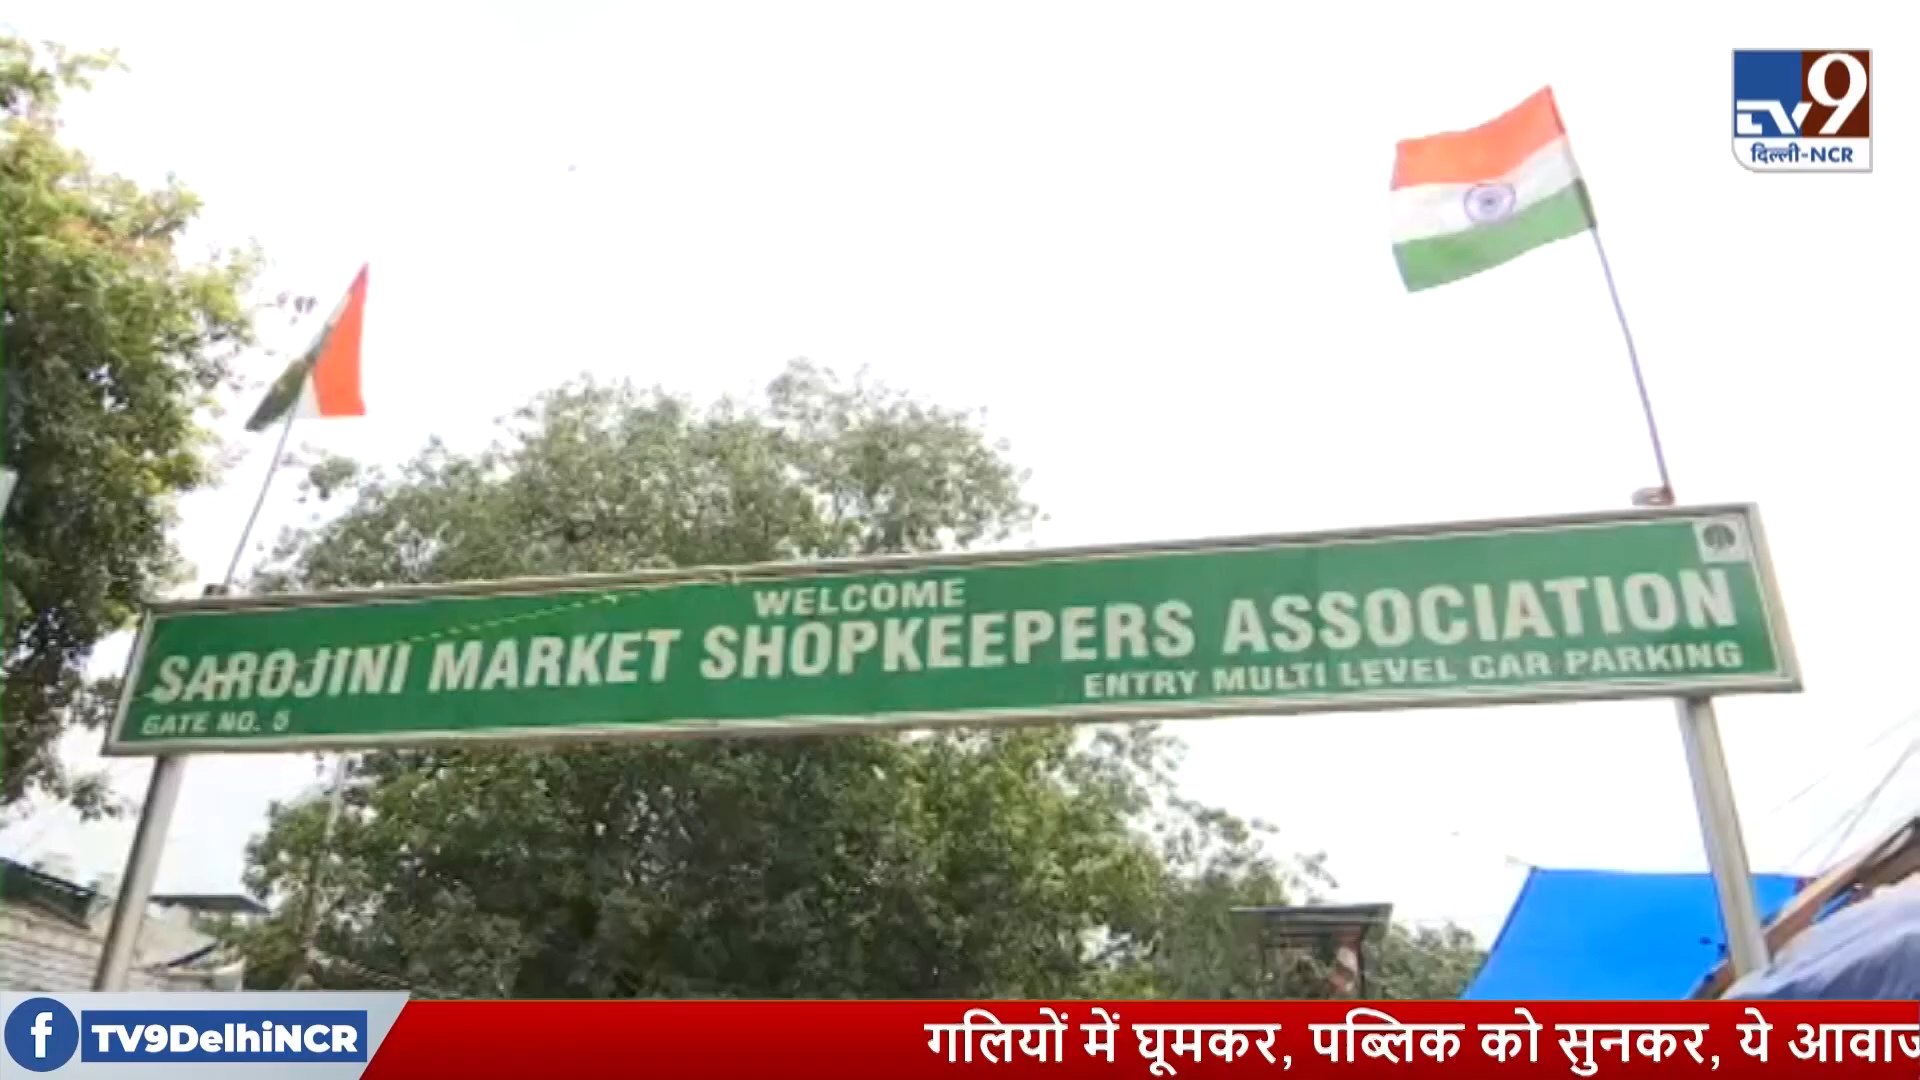 TV9
दिल्ली-NCR
WELCOME
SAROJINI MARKET SHOPKEEPERS ASSOCIATION
GATE NO. 5
ENTRY MULTI LEVEL CAR PARKING
TV9DelhiNCR
गलियों में घूमकर, पब्लिक को सुनकर, ये आवाज